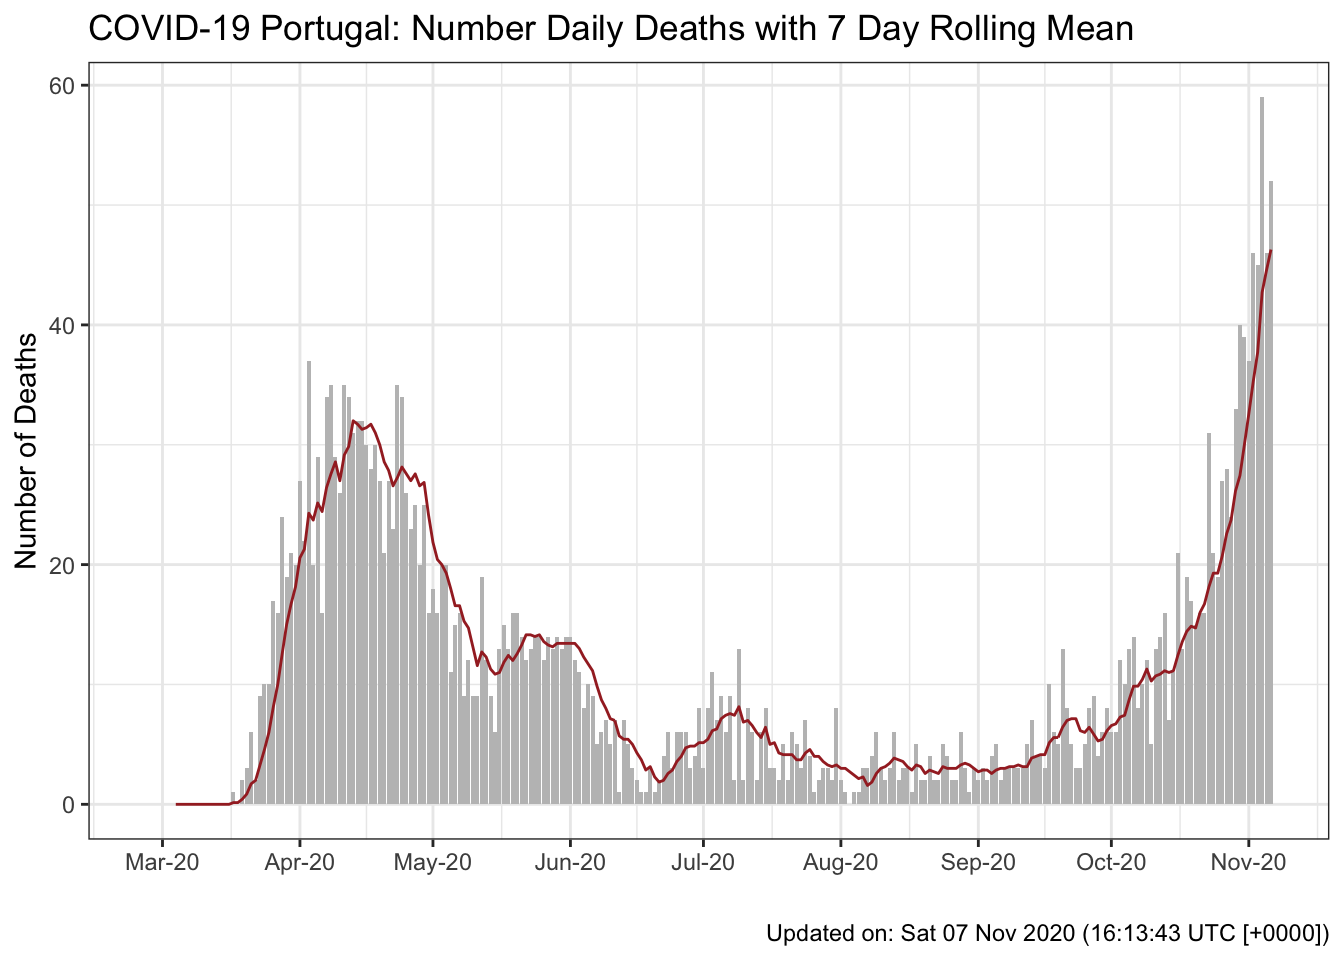 COVID-19 Portugal: Number Daily Deaths with 7 Day Rolling Mean
60
40
20
0
Number of Deaths
Mar-20 Apr-20 May-20 Jun-20 Jul-20 Aug-20 Sep-20 Oct-20 Nov-20
Updated on: Sat 07 Nov 2020 (16:13:43 UTC [+0000])